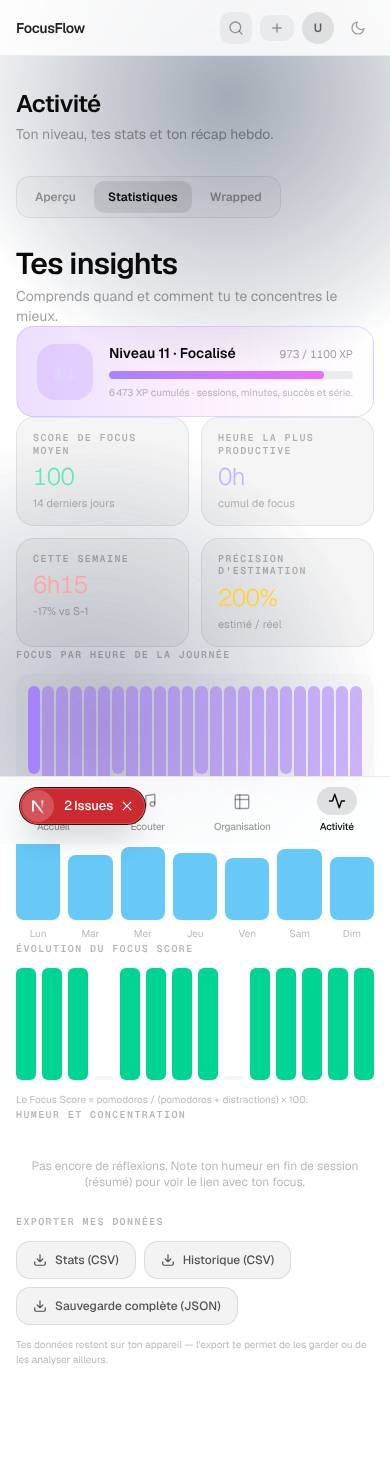 FocusFlow
U
Activité
Ton niveau, tes stats et ton récap hebdo.
Aperçu
Statistiques
Wrapped
Tes insights
Comprends quand et comment tu te concentres le
mieux.
Niveau 11 · Focalisé
973 / 1100 XP
6 473 XP cumulés · sessions, minutes, succès et série.
SCORE DE FOCUS
MOYEN
100
14 derniers jours
HEURE LA PLUS
PRODUCTIVE
0h
cumul de focus
CETTE SEMAINE
6h15
-17% vs S-1
PRÉCISION
D'ESTIMATION
200%
estimé / réel
FOCUS PAR HEURE DE LA JOURNÉE
N
2 Issues
Accueil
Écouter
Organisation
Activité
Lun
Mar
Mer
Jeu
Ven
Sam
Dim
ÉVOLUTION DU FOCUS SCORE
Le Focus Score = pomodoros / (pomodoros + distractions) × 100.
HUMEUR ET CONCENTRATION
Pas encore de réflexions. Note ton humeur en fin de session
(résumé) pour voir le lien avec ton focus.
EXPORTER MES DONNÉES
Stats (CSV)
Historique (CSV)
Sauvegarde complète (JSON)
Tes données restent sur ton appareil — l'export te permet de les garder ou de
les analyser ailleurs.